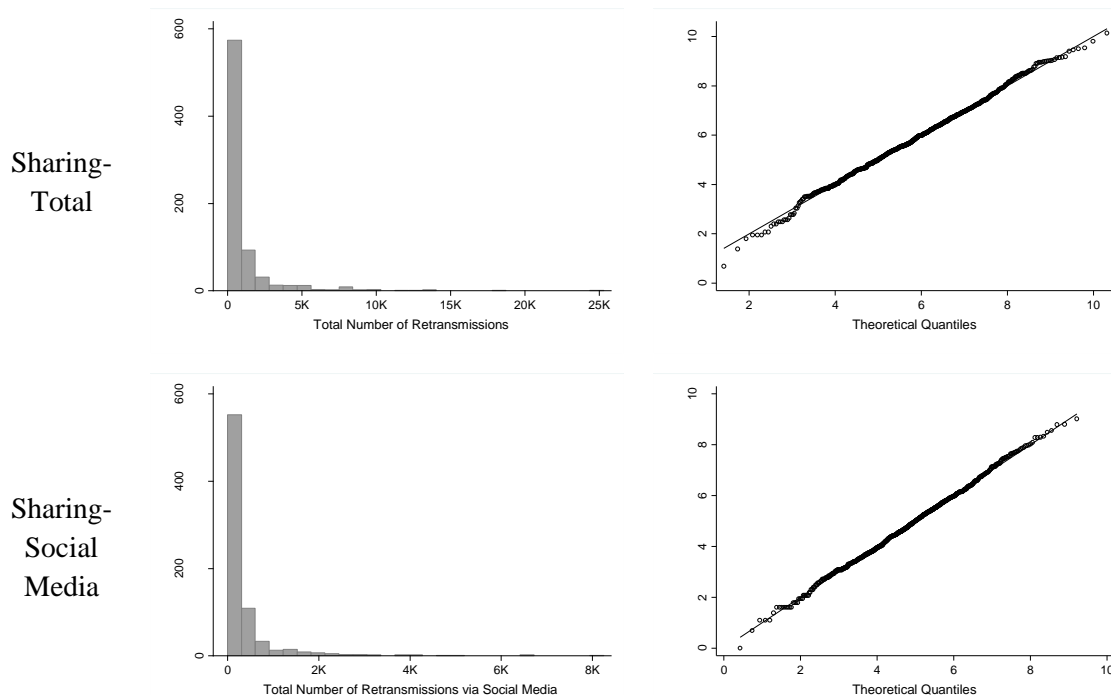 Sharing-
Total
600
400
200
0
0 5K 10K 15K 20K 25K
Total Number of Retransmissions
10
8
6
4
2
0
2 4 6 8 10
Theoretical Quantiles
Sharing-
Social
Media
600
400
200
0
0 2K 4K 6K 8K
Total Number of Retransmissions via Social Media
10
8
6
4
2
0
0 2 4 6 8 10
Theoretical Quantiles